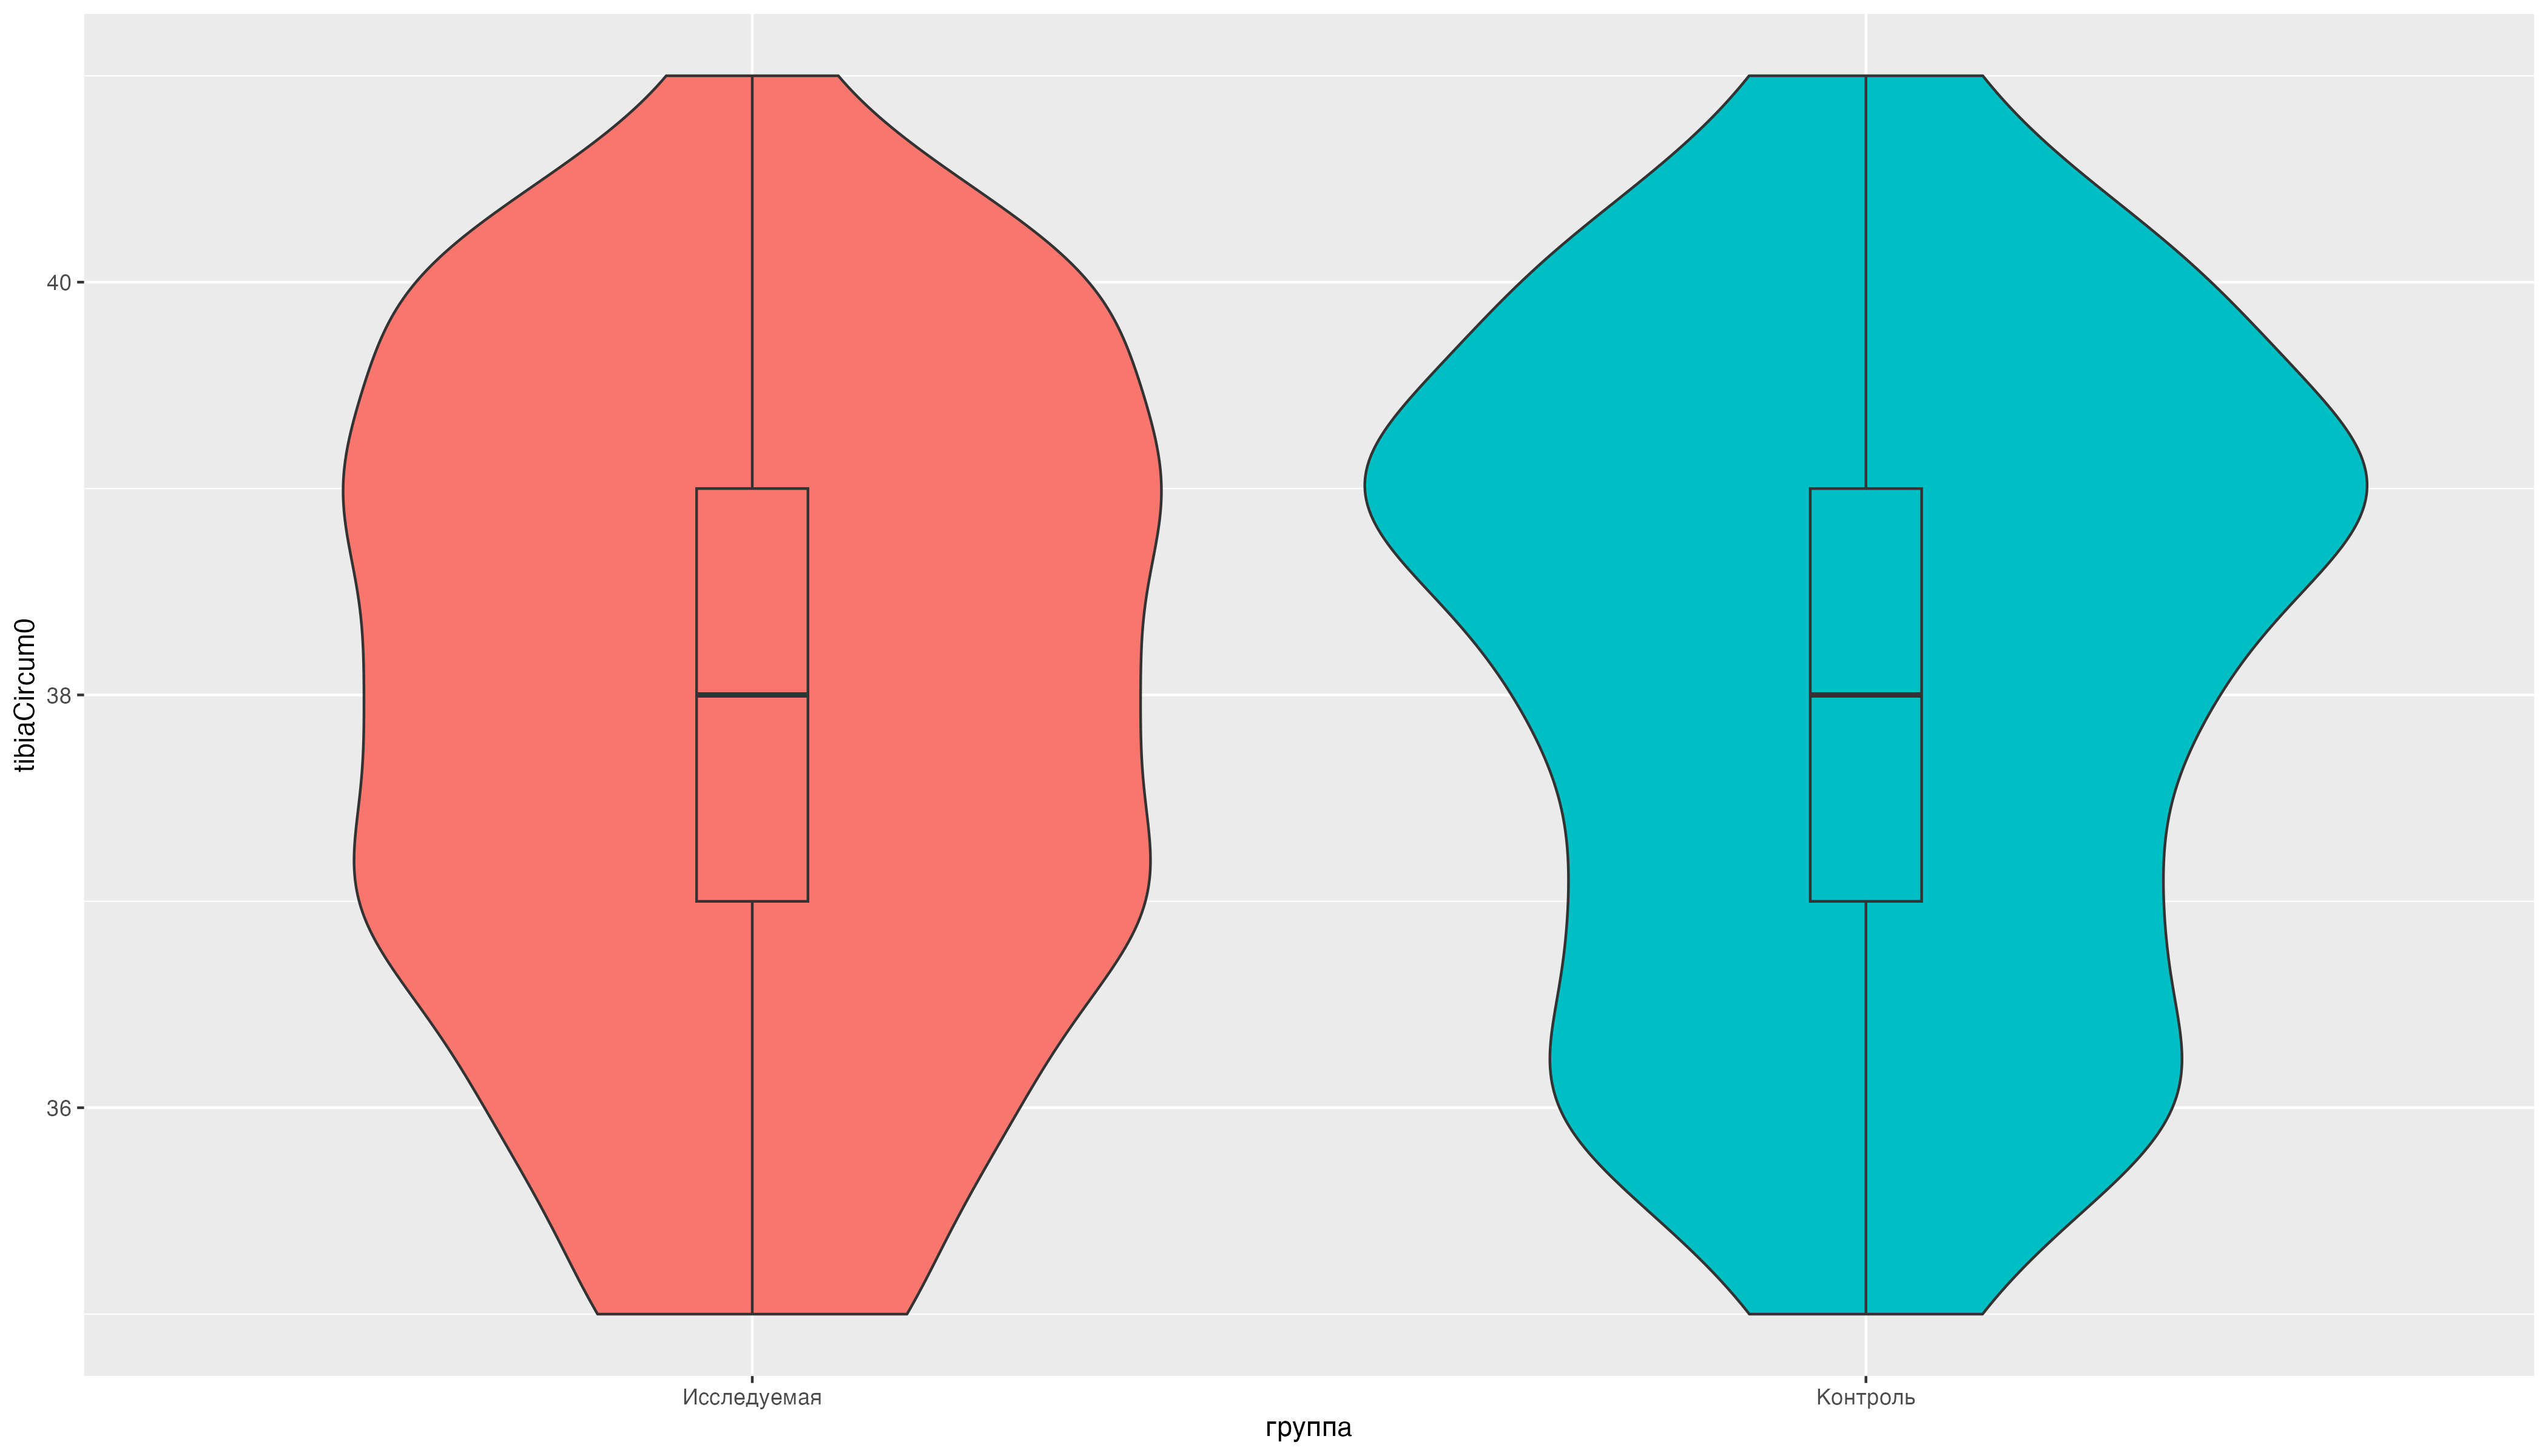 tibiaCircum0
40
38
36
Исследуемая
Контроль
группа